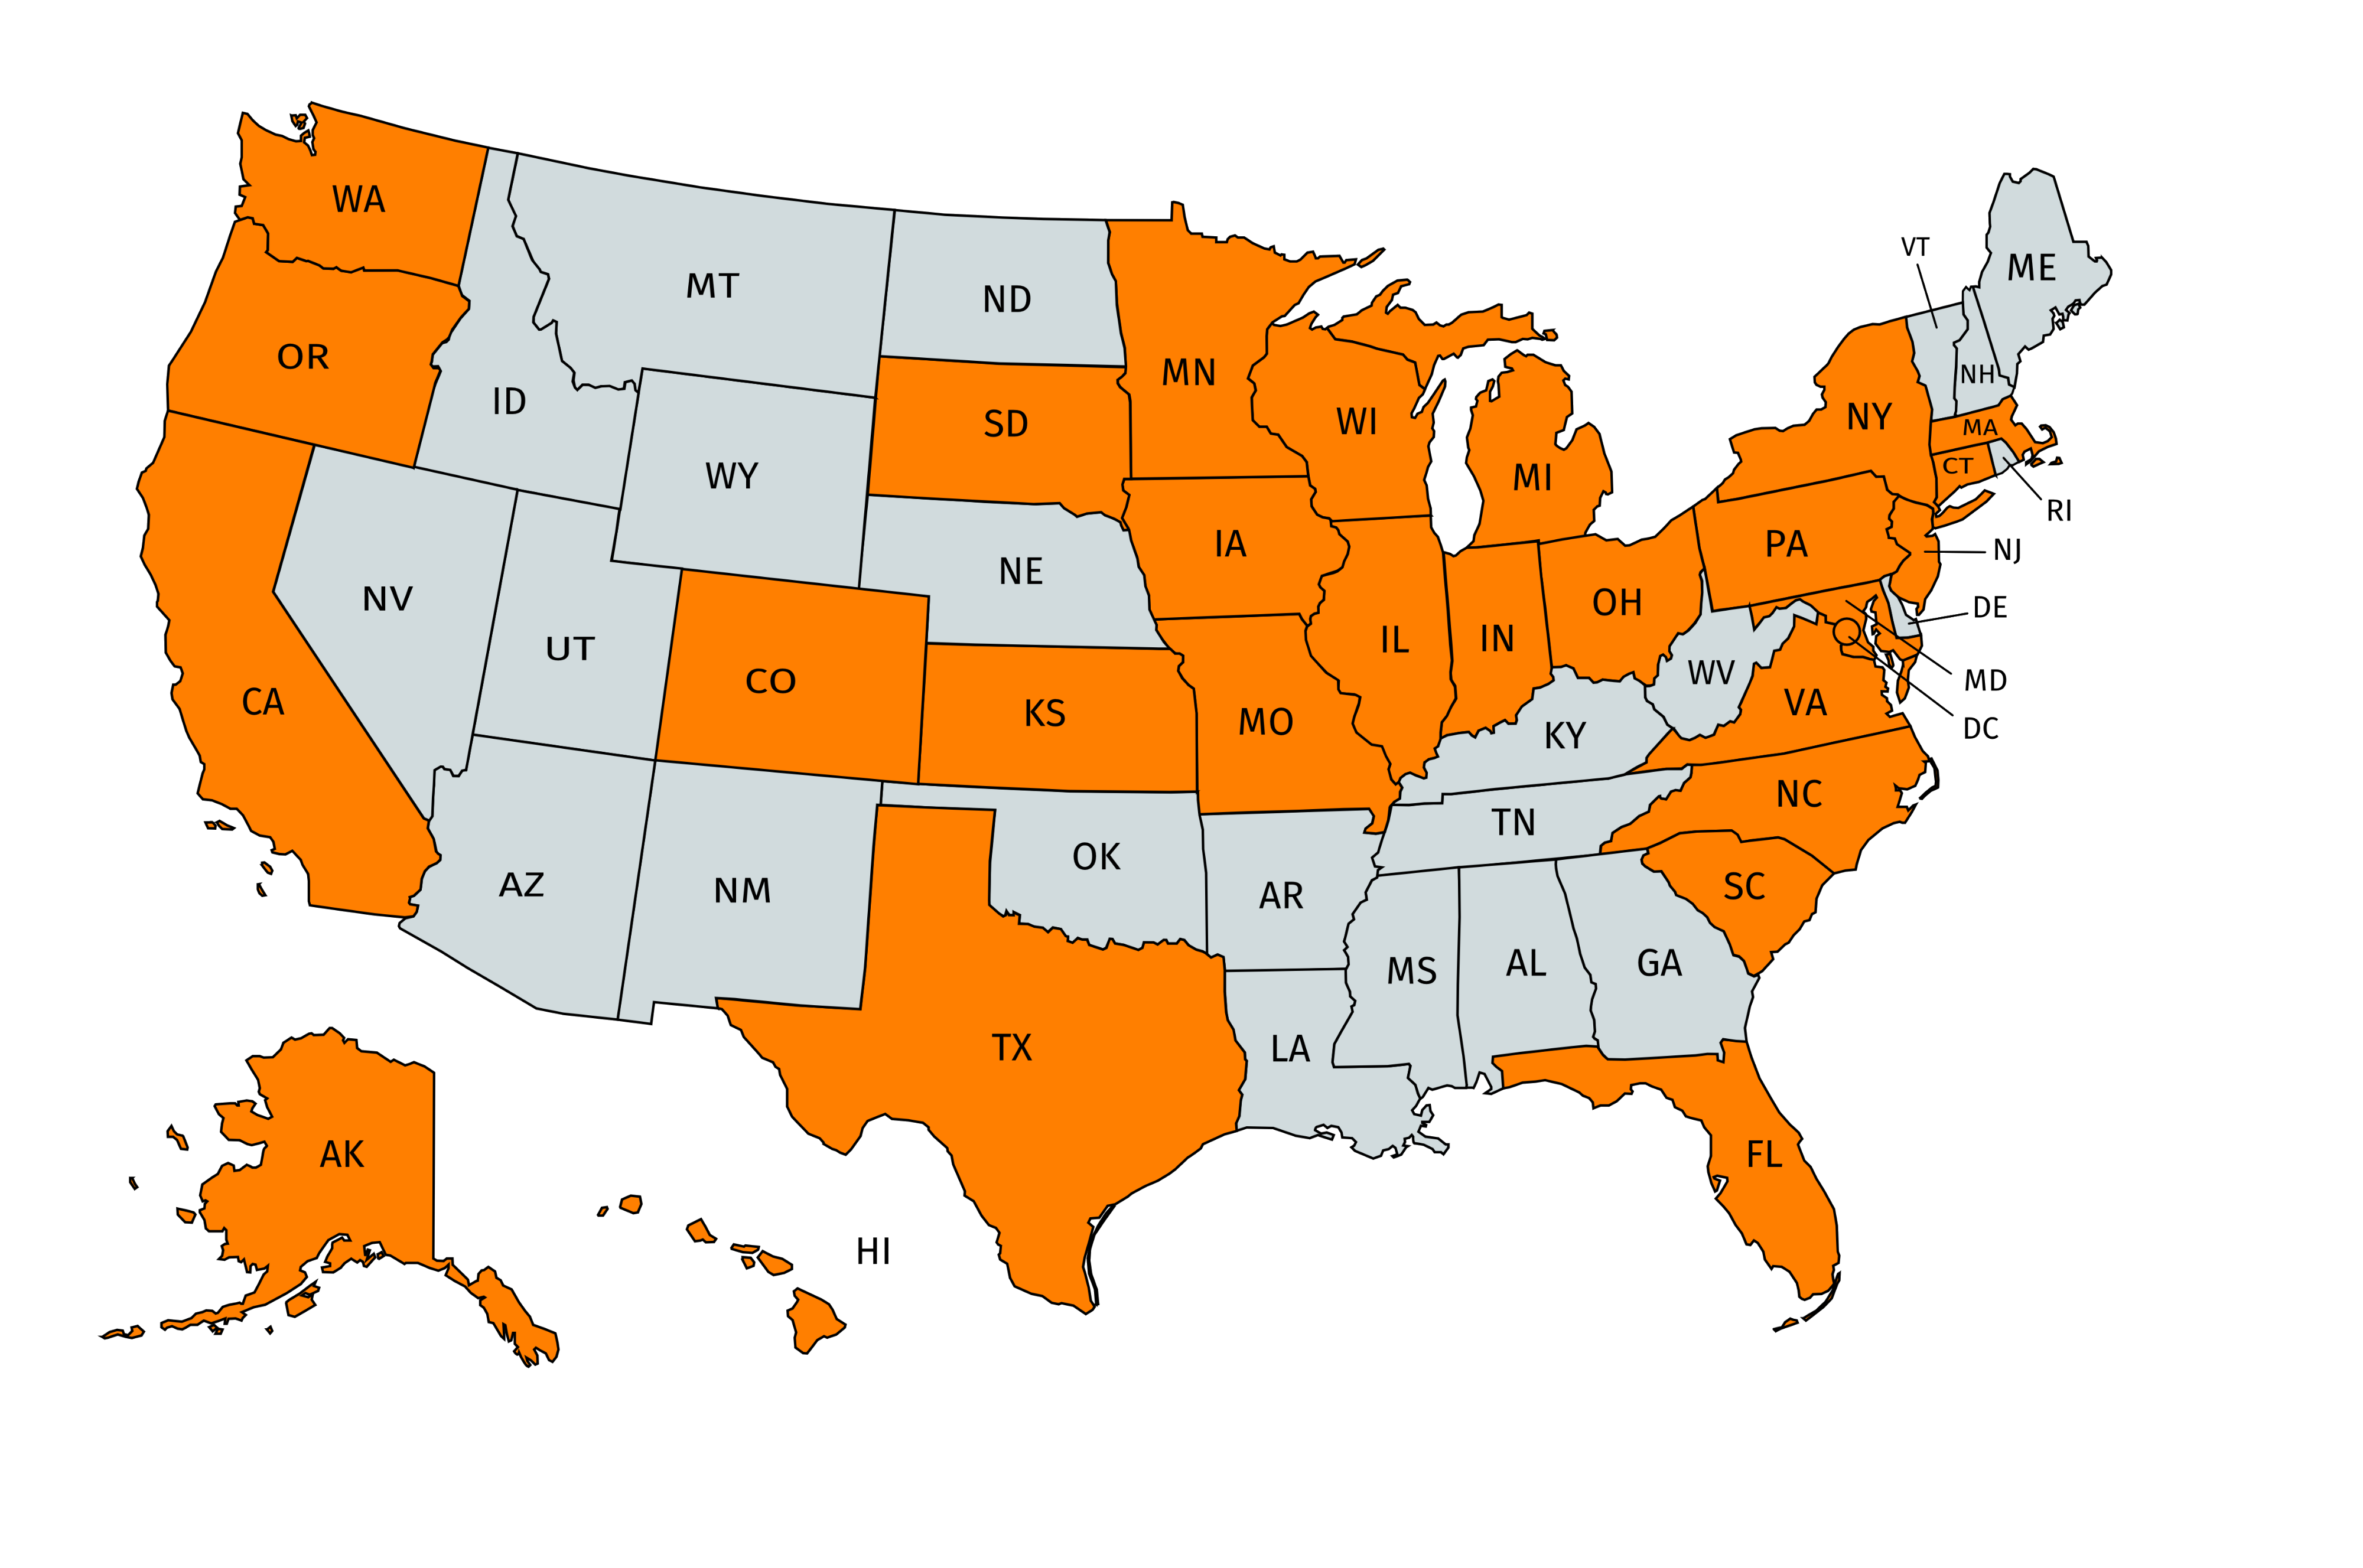 WA
VT
ME
MT
ND
OR
MN
NH
ID
SD
WI
NY
MA
CT
WY
MI
RI
IA
PA
NJ
NE
NV
OH
DE
UT
IL
IN
CO
WV
MD
CA
KS
MO
VA
KY
DC
NC
TN
OK
AZ
NM
AR
SC
MS
AL
GA
TX
LA
AK
FL
HI